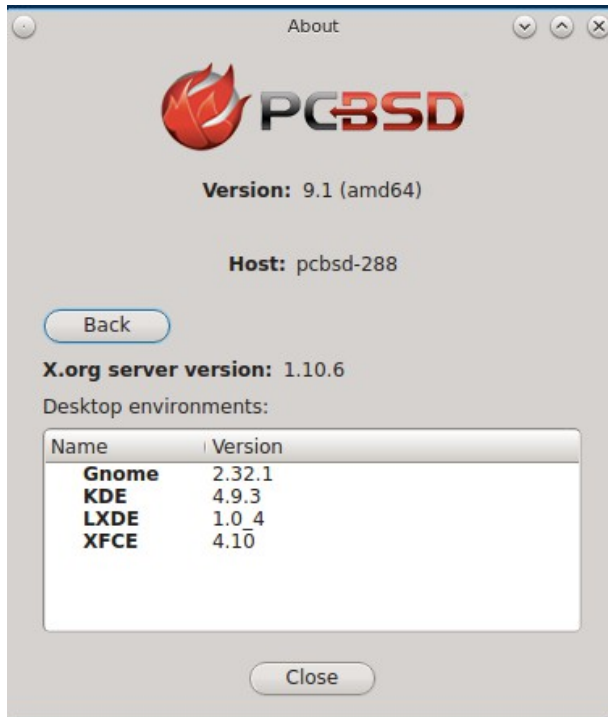 About
PCBSD
Version: 9.1 (amd64)
Host: pcbsd-288
Back
X.org server version: 1.10.6
Desktop environments:
Name Version
Gnome 2.32.1
KDE 4.9.3
LXDE 1.0_4
XFCE 4.10
Close